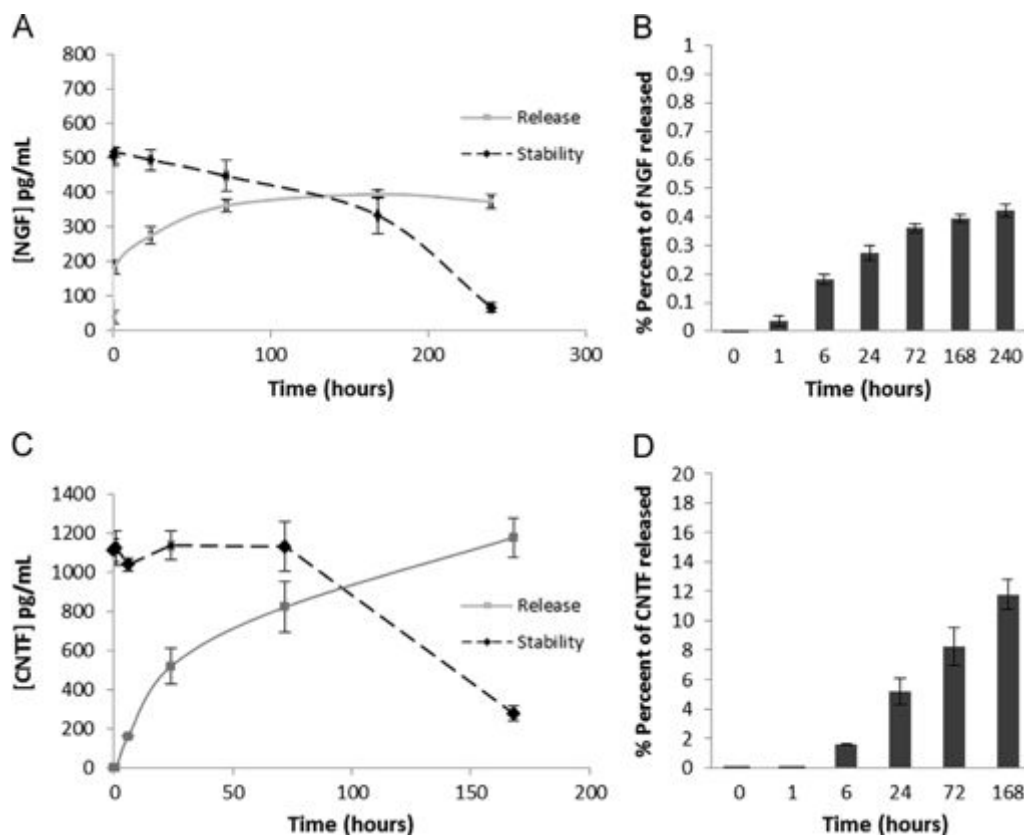 A
800
700
600
500
400
300
200
100
0
[NGF] pg/mL
Release
Stability
0 100 200 300
Time (hours)
B
1
0.9
0.8
0.7
0.6
0.5
0.4
0.3
0.2
0.1
0
% Perceent of NGF released
0 1 6 24 72 168 240
Time (hours)
C
1400
1200
1000
800
600
400
200
0
[CNTF] pg/mL
Release
Stability
0 50 100 150 200
Time (hours)
D
20
18
16
14
12
10
8
6
4
2
0
% Perceent of CNTF released
0 1 6 24 72 168
Time (hours)